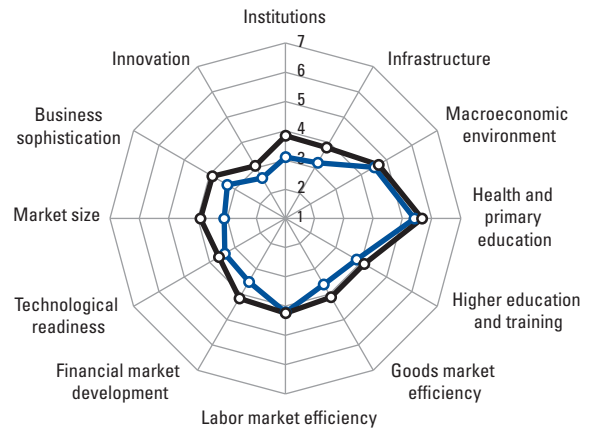 Institutions
Infrastructure
Macroeconomic
environment
Health and
primary
education
Higher education
and training
Goods market
efficiency
Labor market efficiency
Financial market
development
Technological
readiness
Market size
Business
sophistication
Innovation
7
6
5
4
3
2
1